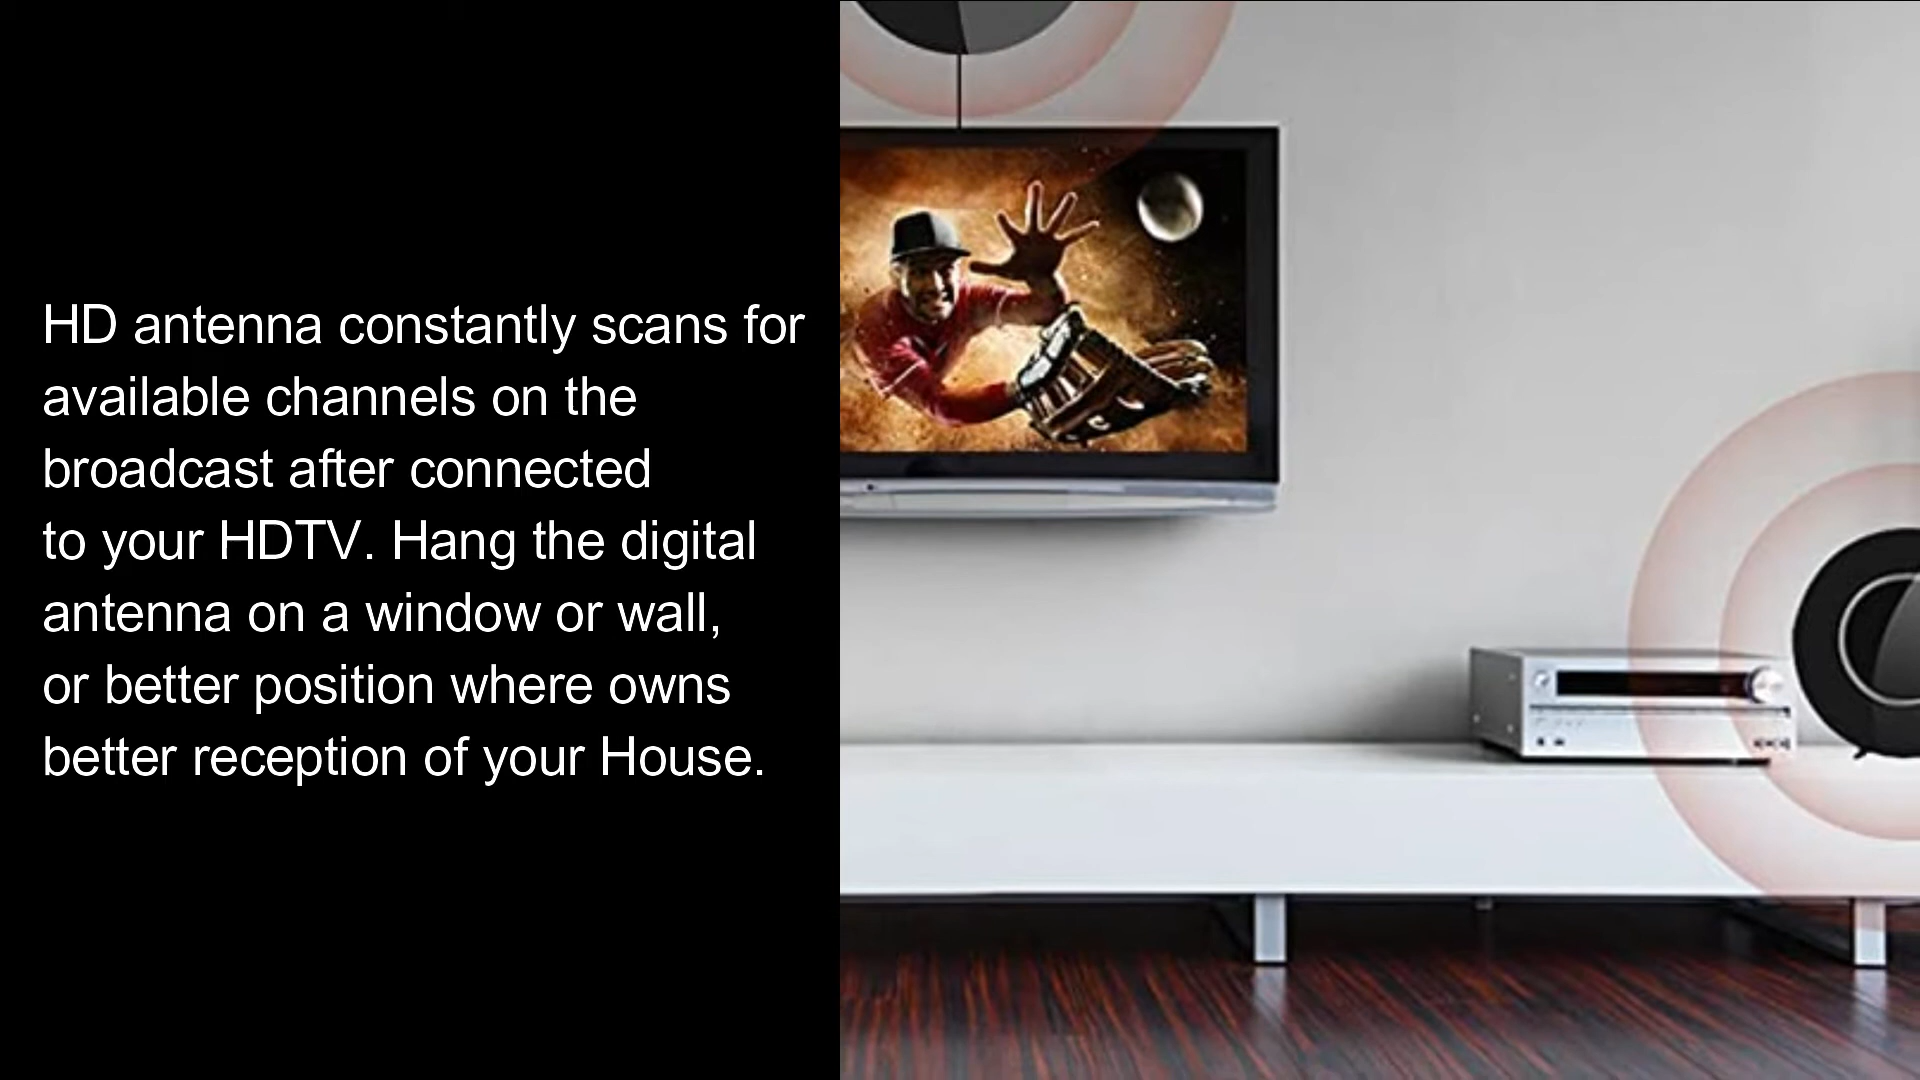 HD antenna constantly scans for
available channels on the
broadcast after connected
to your HDTV. Hang the digital
antenna on a window or wall,
or better position where owns
better reception of your House.